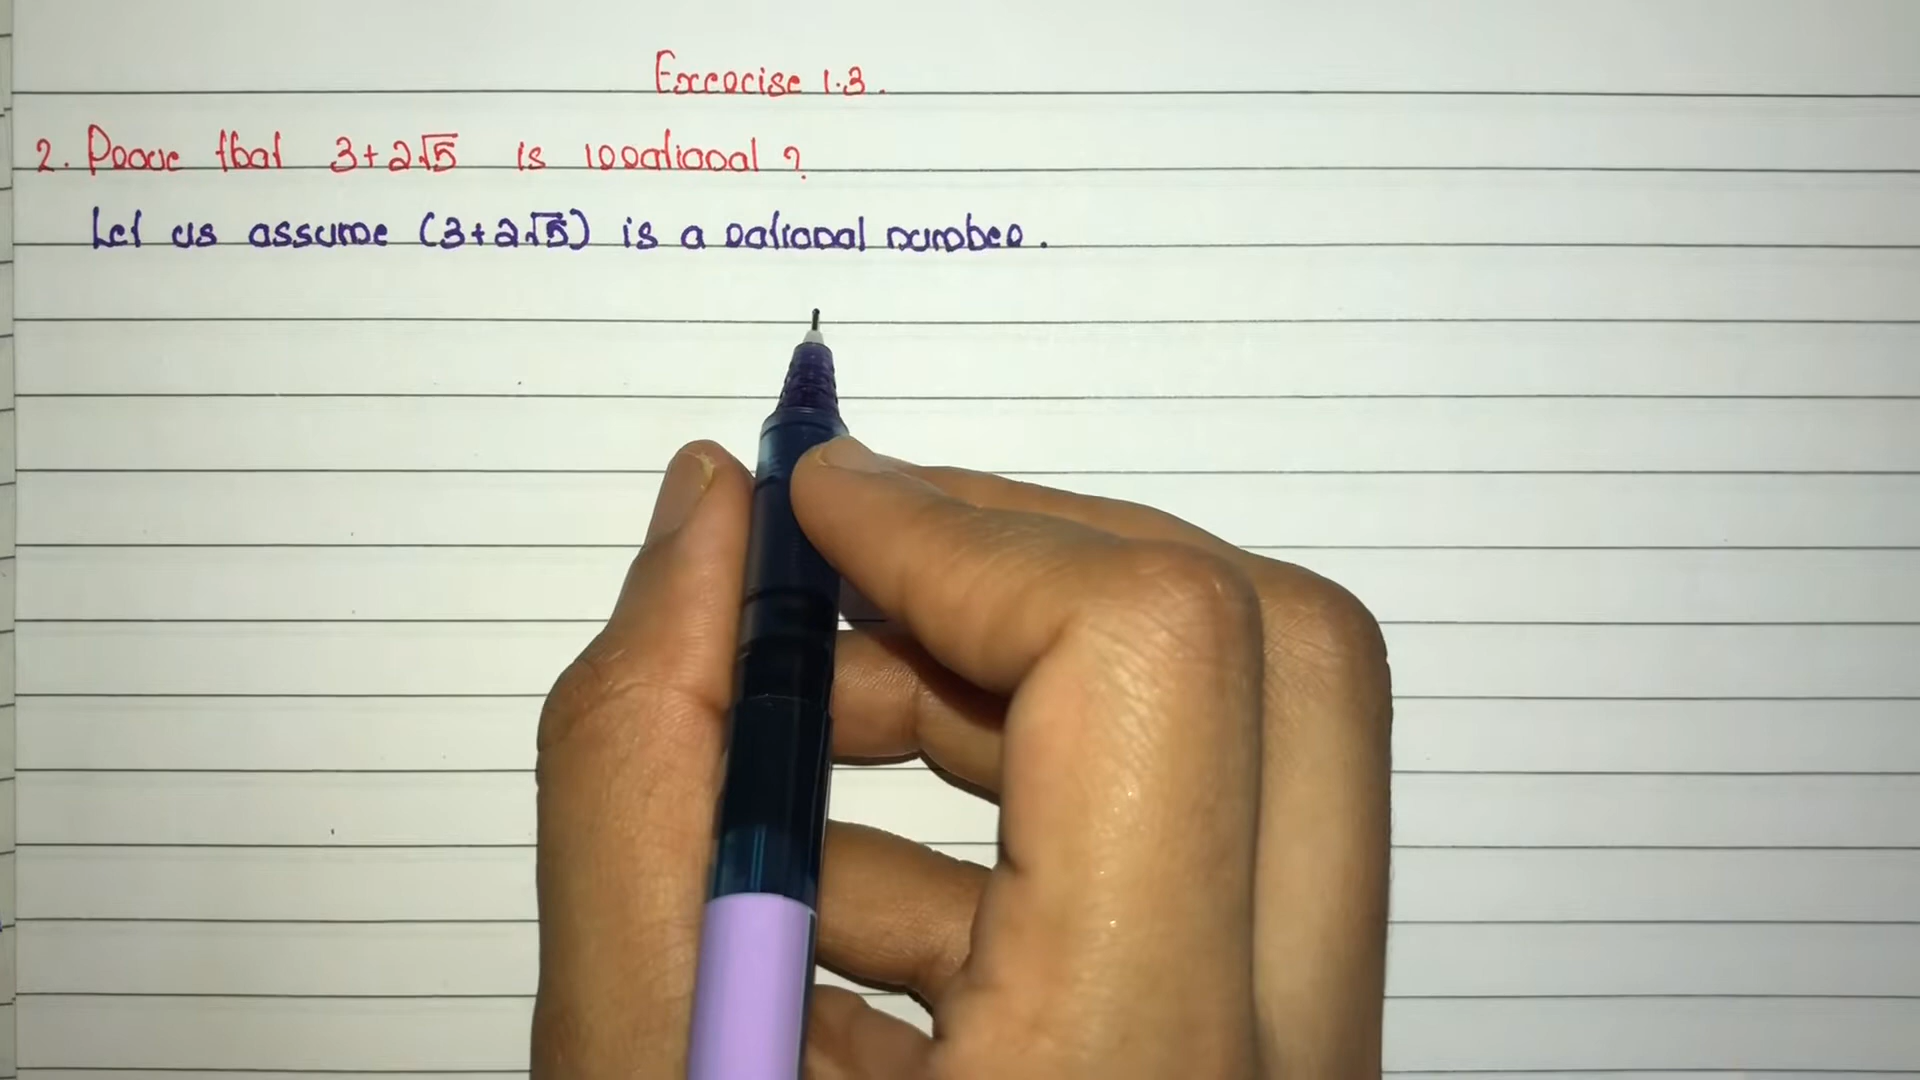 Exercise 1.3.
2. Prove that 3+2√5 is irrational ?
Let us assume (3+2√5) is a rational number.